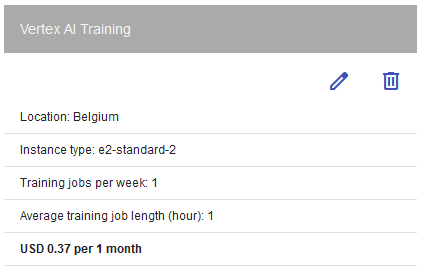 Vertex AI Training
Location: Belgium
Instance type: e2-standard-2
Training jobs per week: 1
Average training job length (hour): 1
USD 0.37 per 1 month